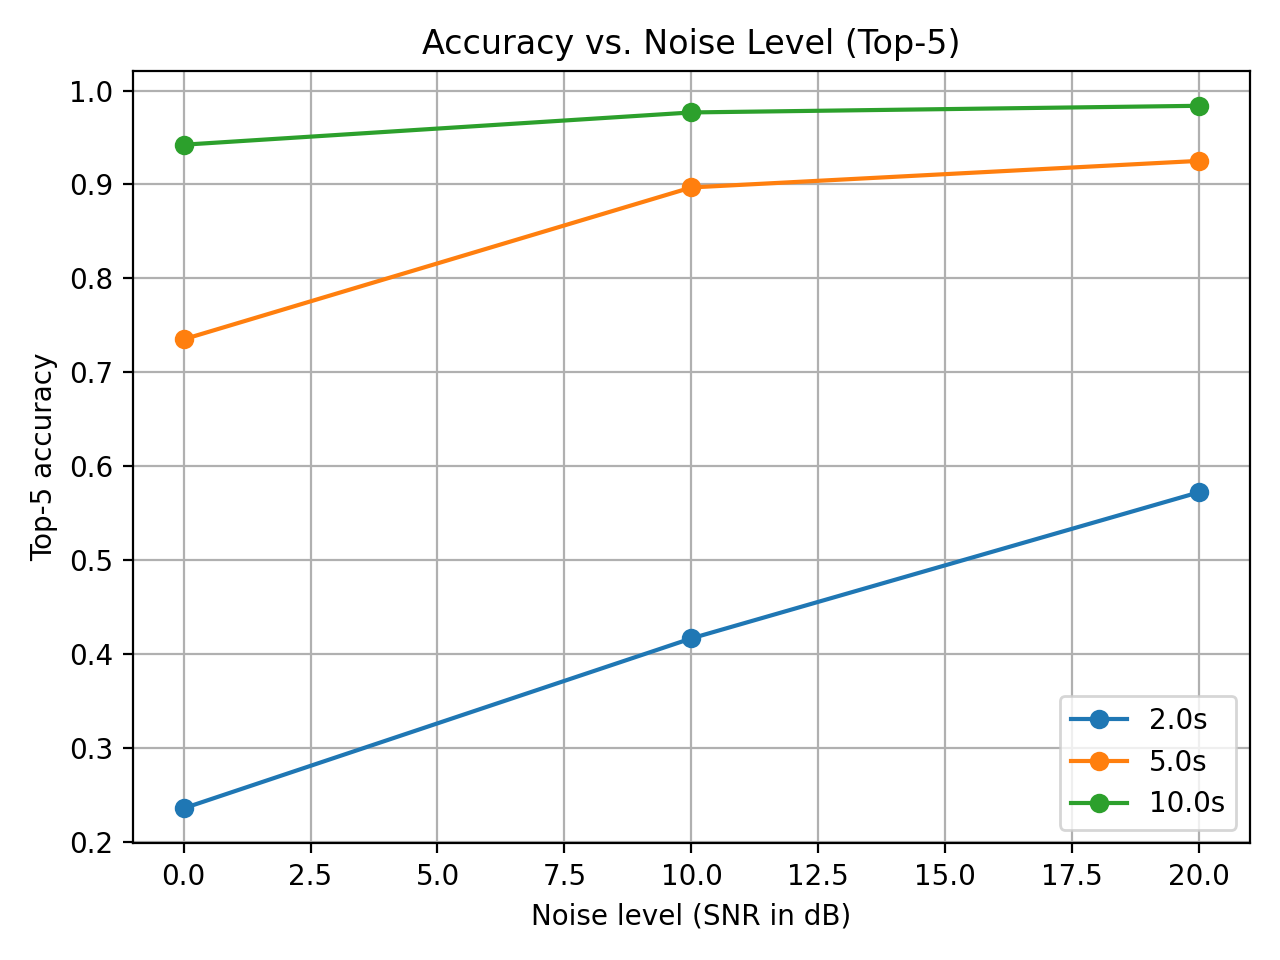 Accuracy vs. Noise Level (Top-5)
Top-5 accuracy
1.0
0.9
0.8
0.7
0.6
0.5
0.4
0.3
0.2
2.0s
5.0s
10.0s
0.0 2.5 5.0 7.5 10.0 12.5 15.0 17.5 20.0
Noise level (SNR in dB)